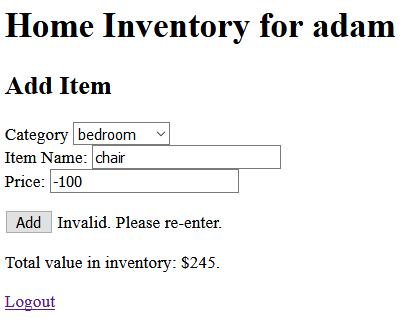 Home Inventory for adam
Add Item
Category bedroom
Item Name: chair
Price: -100
Add Invalid. Please re-enter.
Total value in inventory: $245.
Logout